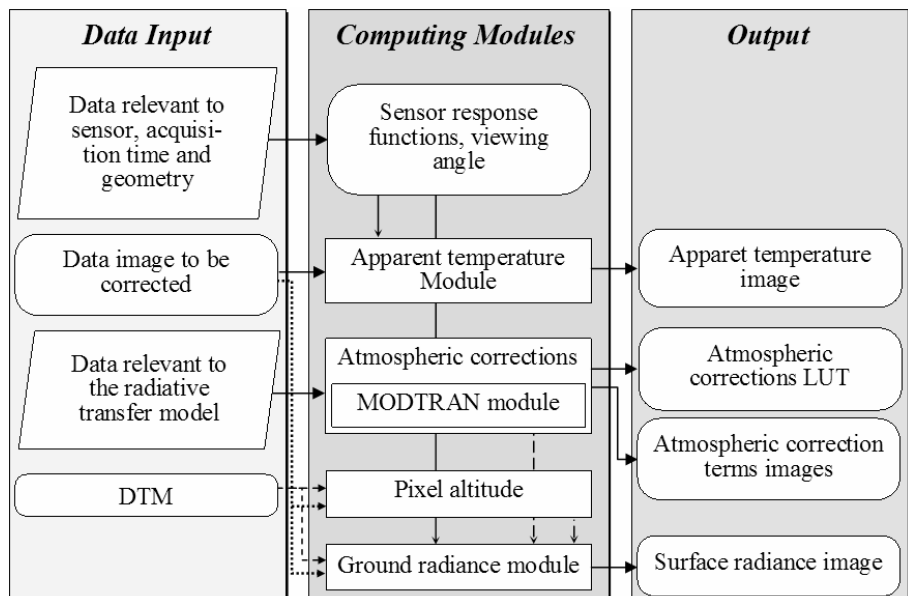 Data Input
Data relevant to
sensor, acquisi-
tion time and
geometry
Data image to be
corrected
Data relevant to
the radiative
transfer model
DTM
Computing Modules
Sensor response
functions, viewing
angle
Apparent temperature
Module
Atmospheric corrections
MODTRAN module
Pixel altitude
Ground radiance module
Output
Apparet temperature
image
Atmospheric
corrections LUT
Atmospheric correction
terms images
Surface radiance image